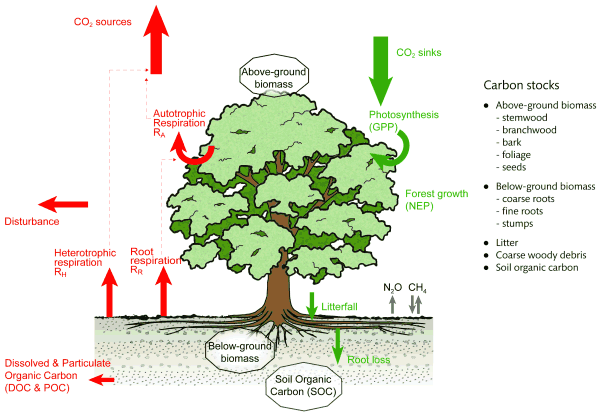 CO2 sources
CO2 sinks
Above-ground
biomass
Autotrophic
Respiration
RA
Photosynthesis
(GPP)
Forest growth
(NEP)
Disturbance
Heterotrophic
respiration
RH
Root
respiration
RR
N2O CH4
Litterfall
Below-ground
biomass
Root loss
Dissolved & Particulate
Organic Carbon
(DOC & POC)
Soil Organic
Carbon (SOC)
Carbon stocks
● Above-ground biomass
- stemwood
- branchwood
- bark
- foliage
- seeds
● Below-ground biomass
- coarse roots
- fine roots
- stumps
● Litter
● Coarse woody debris
● Soil organic carbon